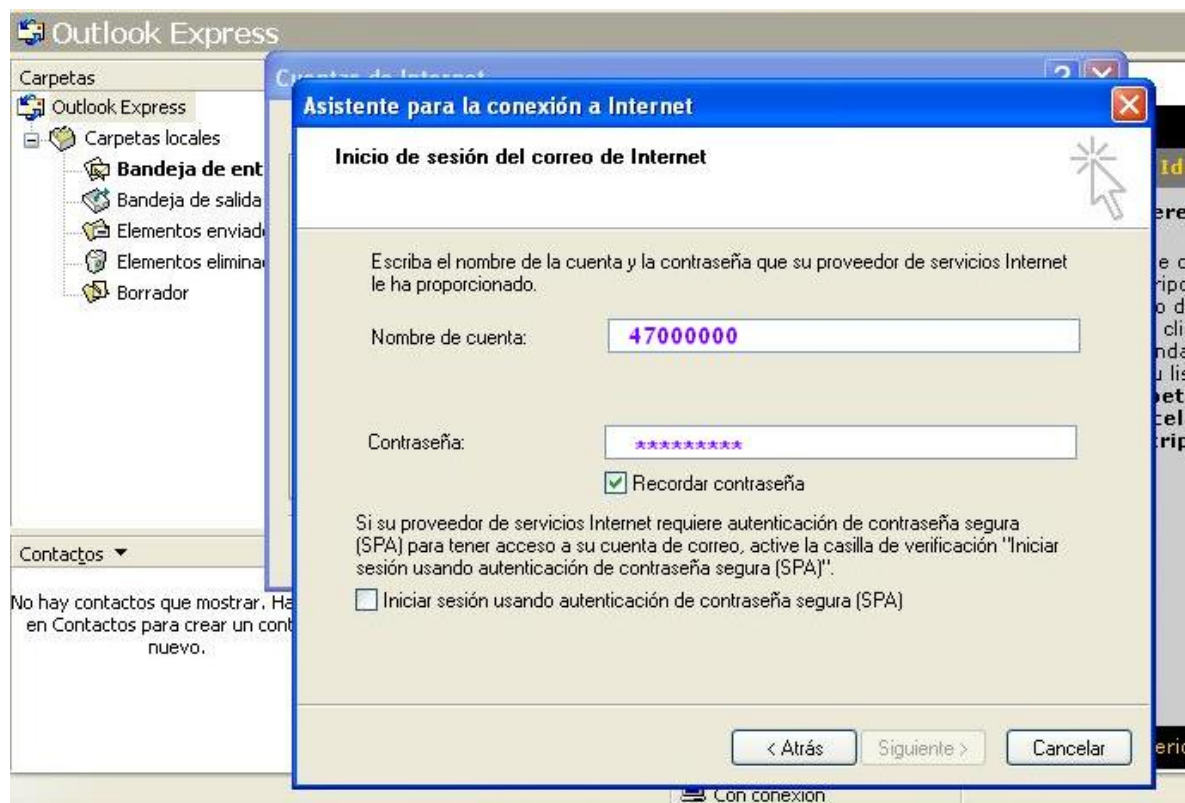 Outlook Express
Carpetas
Outlook Express
Carpetas locales
Bandeja de ent
Bandeja de salida
Elementos enviad
Elementos elimina
Borrador
Contactos
No hay contactos que mostrar. Ha
en Contactos para crear un cont
nuevo.
Cuentas de Internet
Asistente para la conexión a Internet
Inicio de sesión del correo de Internet
Escriba el nombre de la cuenta y la contraseña que su proveedor de servicios Internet
le ha proporcionado.
Nombre de cuenta: 47000000
Contraseña: *********
Recordar contraseña
Si su proveedor de servicios Internet requiere autenticación de contraseña segura
(SPA) para tener acceso a su cuenta de correo, active la casilla de verificación "Iniciar
sesión usando autenticación de contraseña segura (SPA)".
Iniciar sesión usando autenticación de contraseña segura (SPA)
< Atrás Siguiente > Cancelar
Con conexión